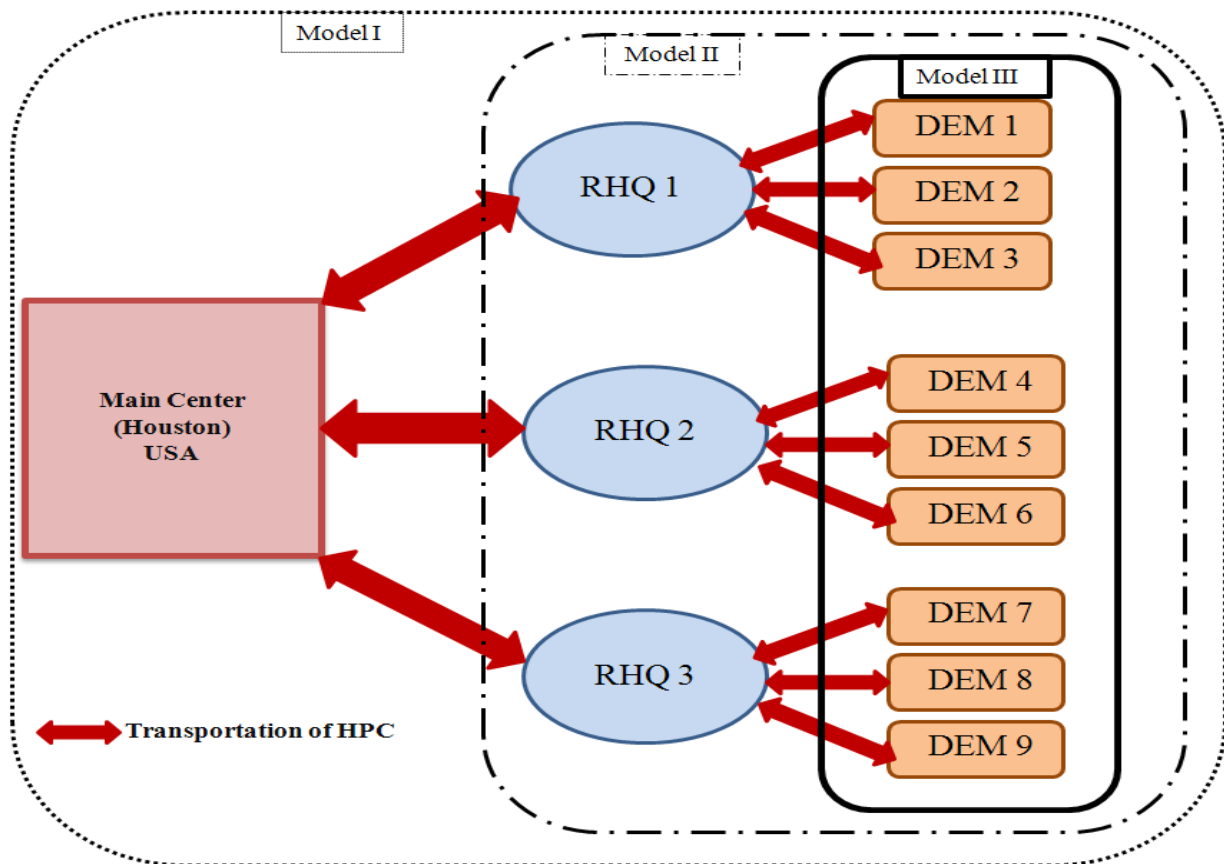 Model I
Model II
Model III
DEM 1
RHQ 1
DEM 2
DEM 3
Main Center
(Houston)
USA
DEM 4
RHQ 2
DEM 5
DEM 6
DEM 7
RHQ 3
DEM 8
DEM 9
Transportation of HPC